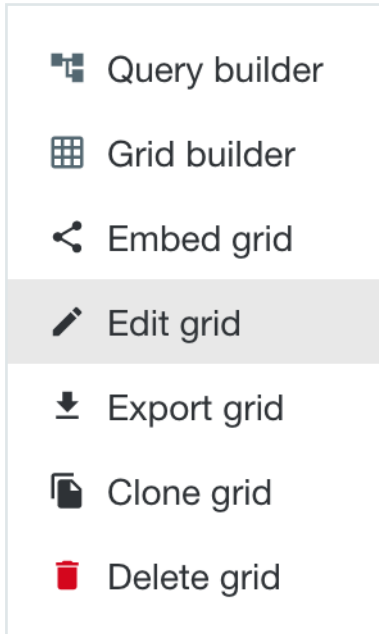 Query builder
Grid builder
Embed grid
Edit grid
Export grid
Clone grid
Delete grid